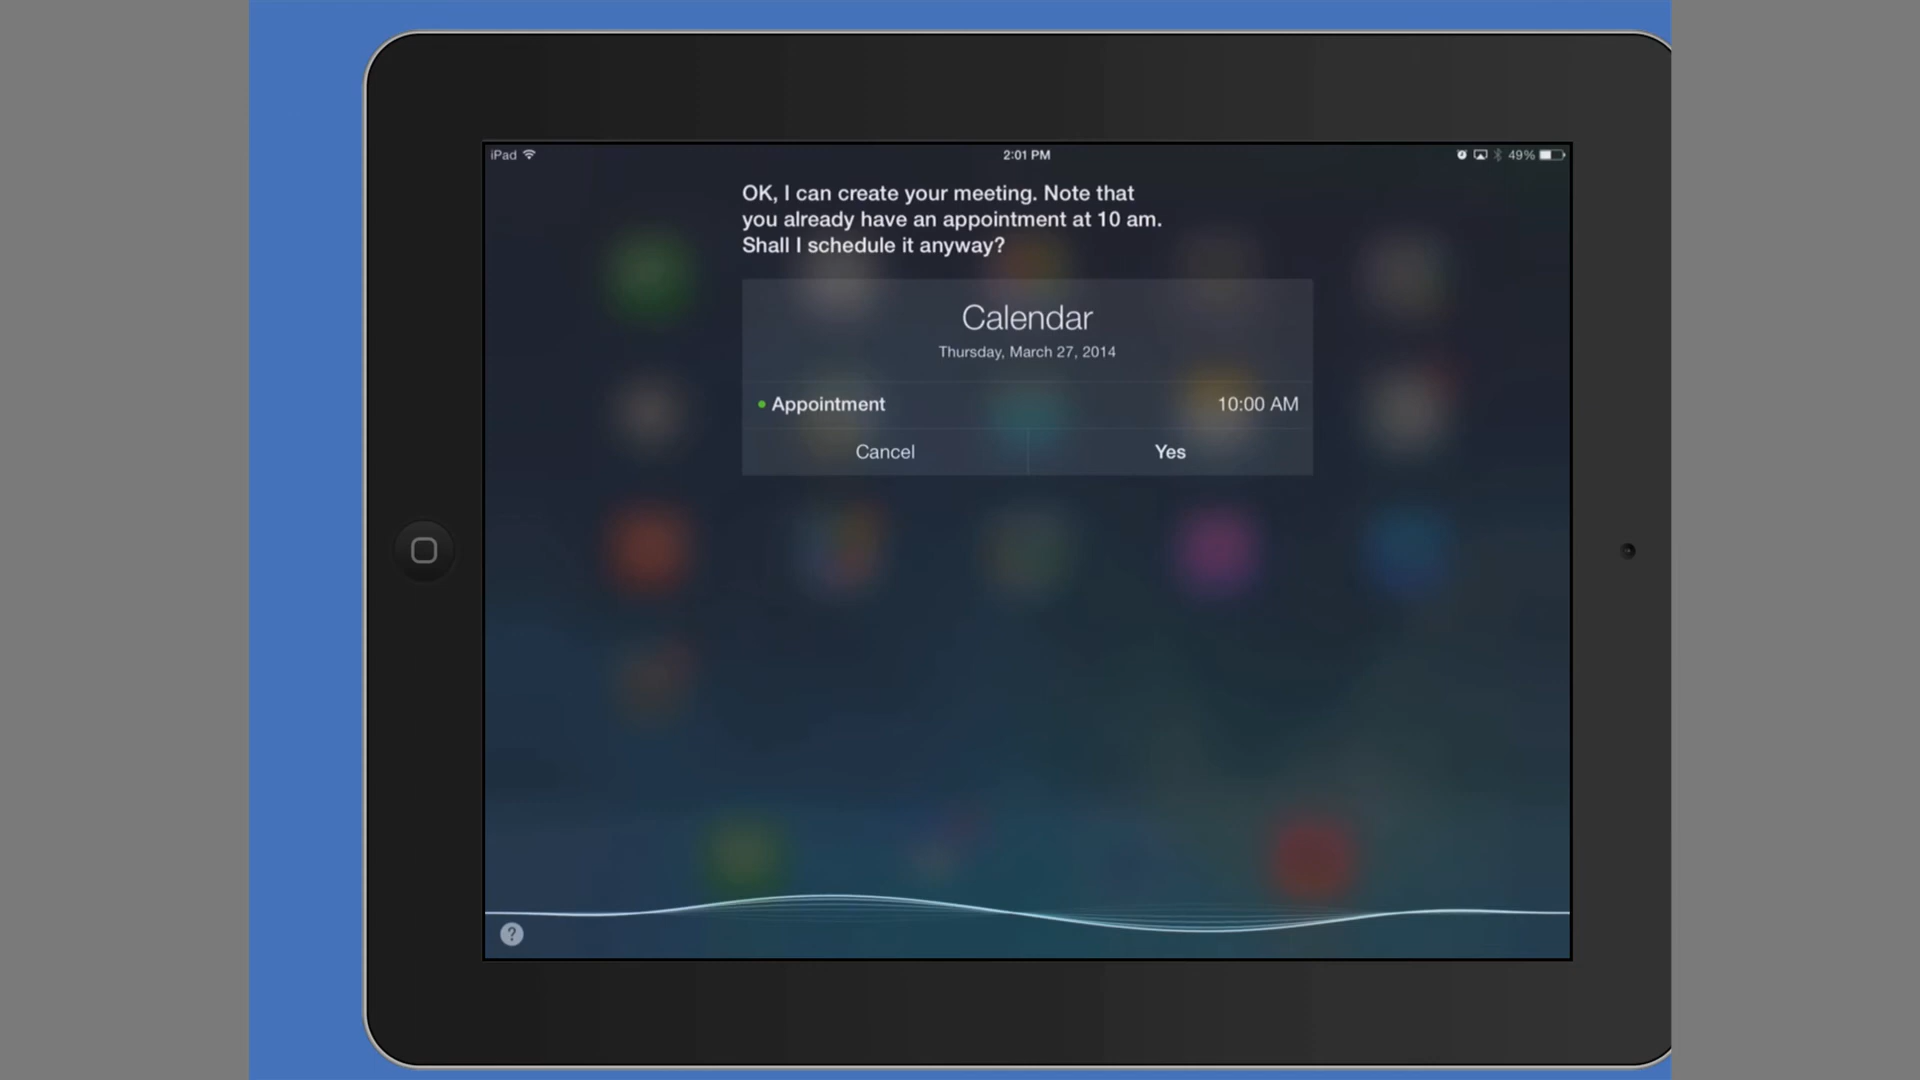 iPad
2:01 PM
49%
OK, I can create your meeting. Note that
you already have an appointment at 10 am.
Shall I schedule it anyway?
Calendar
Thursday, March 27, 2014
Appointment 10:00 AM
Cancel Yes
?